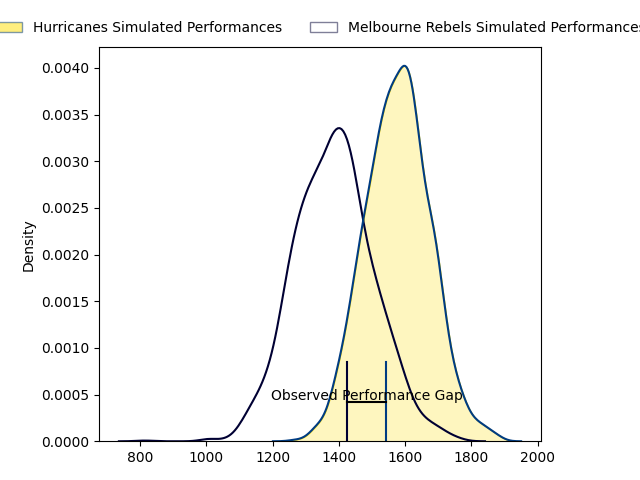 Hurricanes Simulated Performances
Melbourne Rebels Simulated Performances
0.0040
0.0035
0.0030
0.0025
0.0020
0.0015
0.0010
0.0005
0.0000
Density
Observed Performance Gap
800 1000 1200 1400 1600 1800 2000